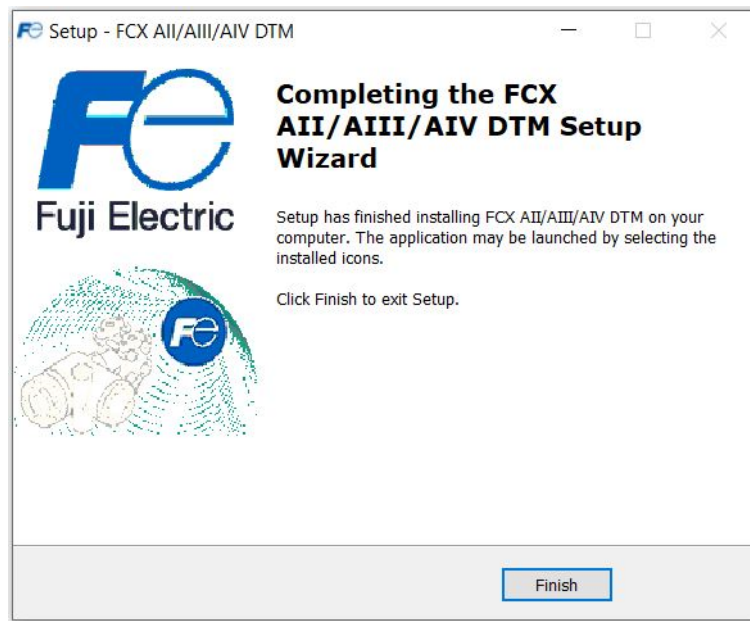 Setup - FCX AII/AIII/AIV DTM
Fe
Fuji Electric
Fe
Completing the FCX
AII/AIII/AIV DTM Setup
Wizard
Setup has finished installing FCX AII/AIII/AIV DTM on your
computer. The application may be launched by selecting the
installed icons.
Click Finish to exit Setup.
Finish